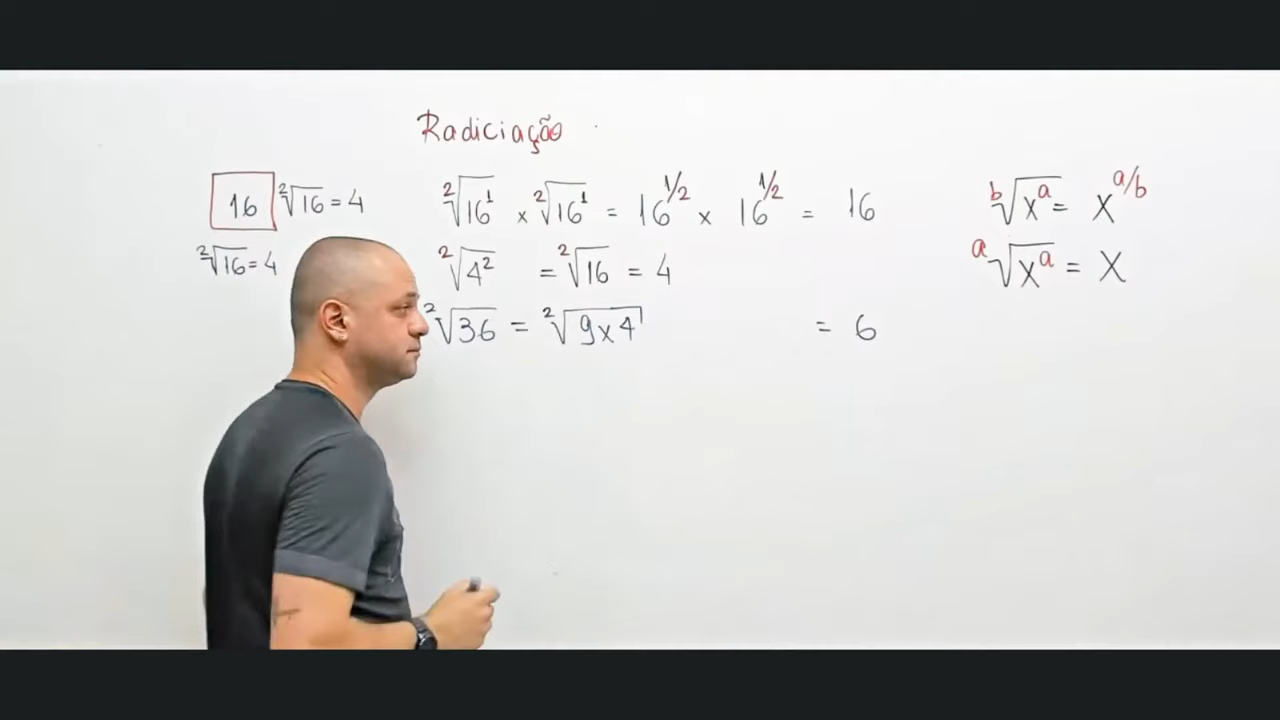 Radiciação
16 ²√16 = 4
²√16 = 4
²√16¹ x ²√16¹ = 16^1/2 x 16^1/2 = 16
²√4² = ²√16 = 4
²√36 = ²√9x4 = 6
ᵇ√xᵃ = x^a/b
ᵃ√xᵃ = x